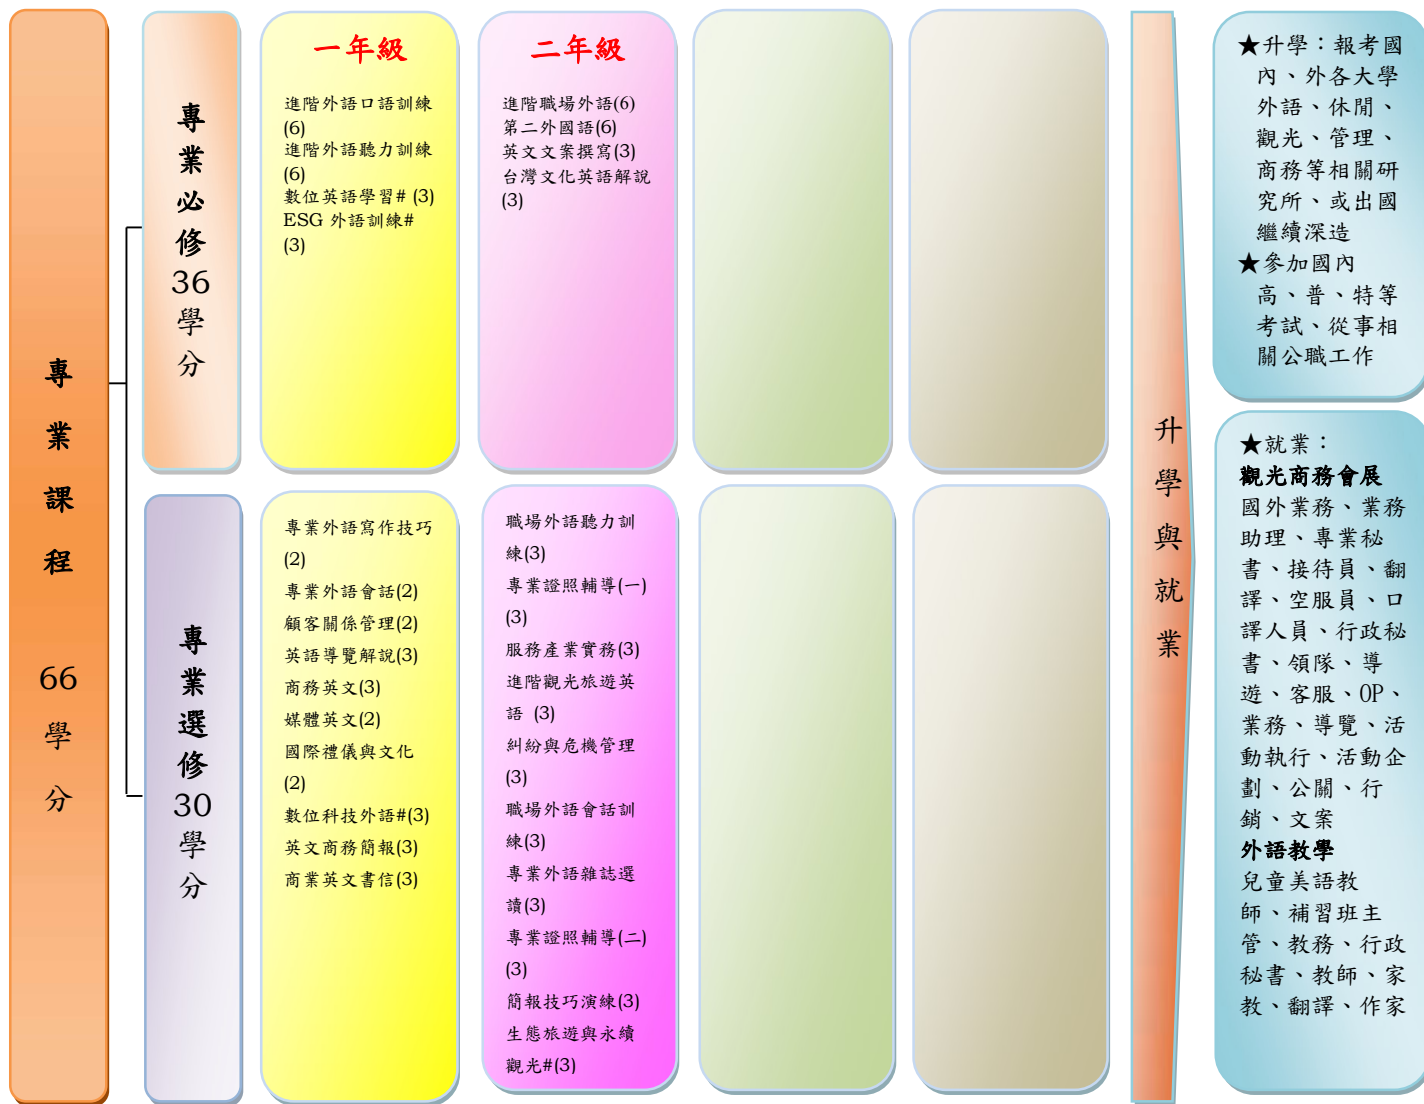 專
業
課
程
66
學
分
專
業
必
修
36
學
分
一年級
進階外語口語訓練
(6)
進階外語聽力訓練
(6)
數位英語學習# (3)
ESG 外語訓練#
(3)
二年級
進階職場外語(6)
第二外國語(6)
英文文案撰寫(3)
台灣文化英語解說
(3)
專
業
選
修
30
學
分
專業外語寫作技巧
(2)
專業外語會話(2)
顧客關係管理(2)
英語導覽解說(3)
商務英文(3)
媒體英文(2)
國際禮儀與文化
(2)
數位科技外語#(3)
英文商務簡報(3)
商業英文書信(3)
職場外語聽力訓
練(3)
專業證照輔導(一)
(3)
服務產業實務(3)
進階觀光旅遊英
語 (3)
糾紛與危機管理
(3)
職場外語會話訓
練(3)
專業外語雜誌選
讀(3)
專業證照輔導(二)
(3)
簡報技巧演練(3)
生態旅遊與永續
觀光#(3)
升
學
與
就
業
★升學：報考國
內、外各大學
外語、休閒、
觀光、管理、
商務等相關研
究所、或出國
繼續深造
★參加國內
高、普、特等
考試、從事相
關公職工作
★就業：
觀光商務會展
國外業務、業務
助理、專業秘
書、接待員、翻
譯、空服員、口
譯人員、行政秘
書、領隊、導
遊、客服、OP、
業務、導覽、活
動執行、活動企
劃、公關、行
銷、文案
外語教學
兒童美語教
師、補習班主
管、教務、行政
秘書、教師、家
教、翻譯、作家